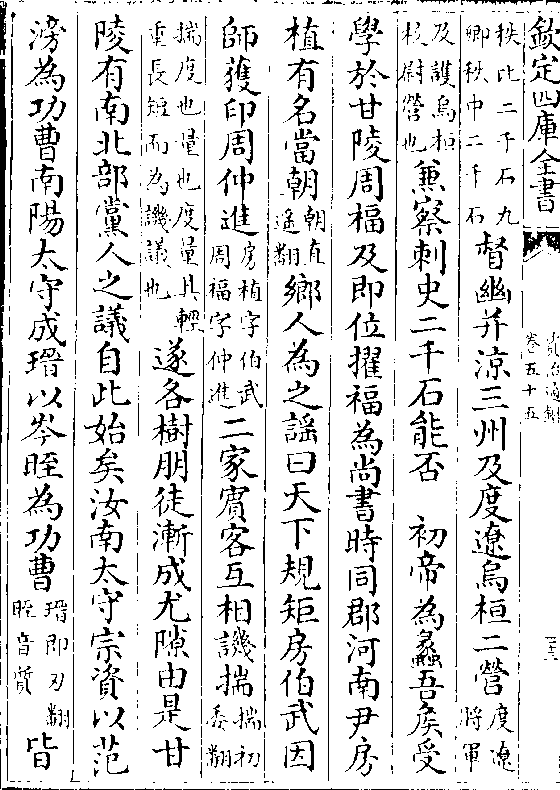 欽定四庫全書
資治通鑑
卷五十五
秩比二千石九卿秩中二千石督幽并涼三州及度遼烏桓二營度遼將軍
及護烏桓校尉營也兼察刺史二千石能否　初帝為蠡吾侯受
學於甘陵周福及即位擢福為尚書時同郡河南尹房
植有名當朝朝直遙翻鄉人為之謠曰天下規矩房伯武因
師獲印周仲進房植字伯武周福字仲進二家賓客互相譏揣揣初委翻
揣度也量也度量其輕重長短而為譏議也遂各樹朋徒漸成尤隙由是甘
陵有南北部黨人之議自此始矣汝南太守宗資以范
滂為功曹南陽太守成瑨以岑晊為功曹瑨即刃翻晊音質皆